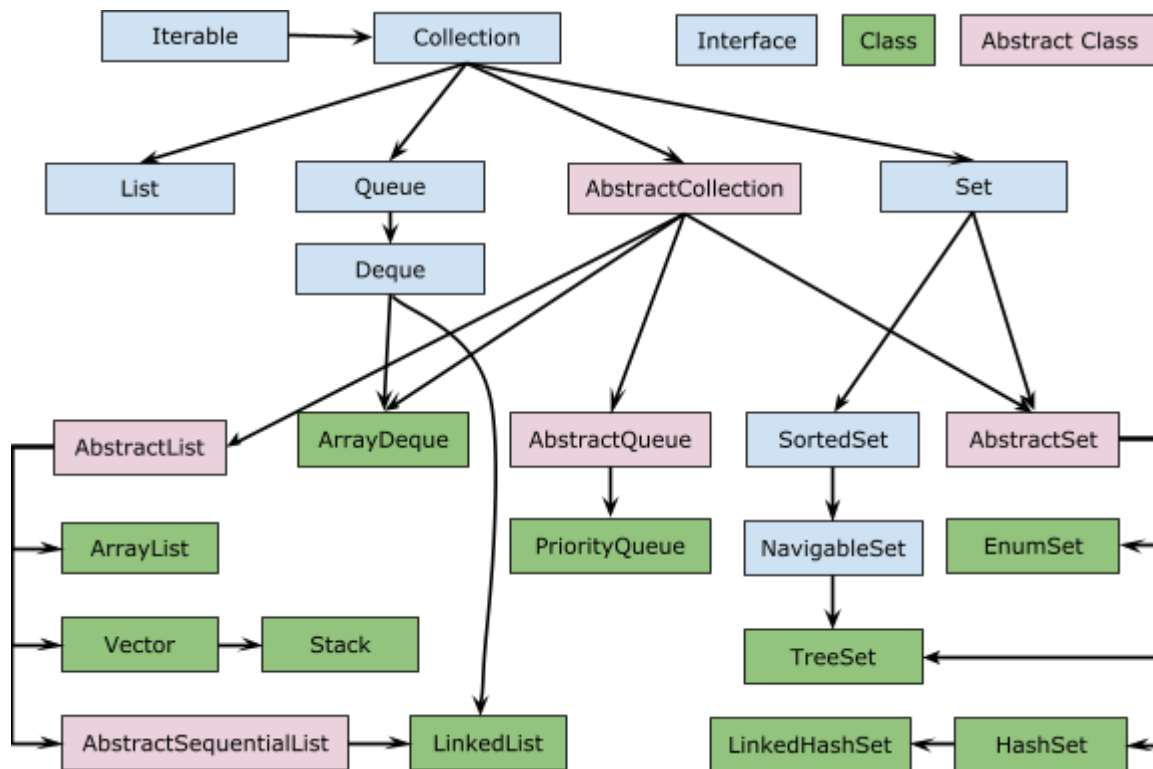 Iterable
Collection
Interface
Class
Abstract Class
List
Queue
AbstractCollection
Set
Deque
AbstractList
ArrayDeque
AbstractQueue
SortedSet
AbstractSet
ArrayList
PriorityQueue
NavigableSet
EnumSet
Vector
Stack
TreeSet
AbstractSequentialList
LinkedList
LinkedHashSet
HashSet